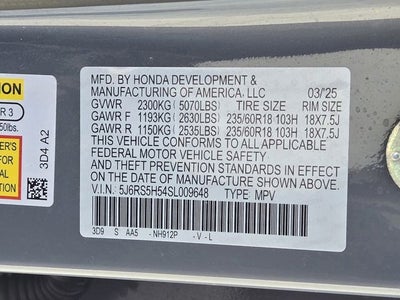 MFD. BY HONDA DEVELOPMENT &
MANUFACTURING OF AMERICA, LLC 03/25
GVWR 2300KG (5070LBS) TIRE SIZE RIM SIZE
GAWR F 1193KG (2630LBS) 235/60R18 103H 18X7.5J
GAWR R 1150KG (2535LBS) 235/60R18 103H 18X7.5J
THIS VEHICLE CONFORMS TO ALL APPLICABLE
FEDERAL MOTOR VEHICLE SAFETY
AND THEFT PREVENTION STANDARDS IN EFFECT ON
THE DATE OF MANUFACTURE SHOWN ABOVE.
V.I.N. 5J6RS5H54SL009648 TYPE: MPV
3D9 S AA5 - NH912P - V - L
R 3
50lbs.
3D4 A2